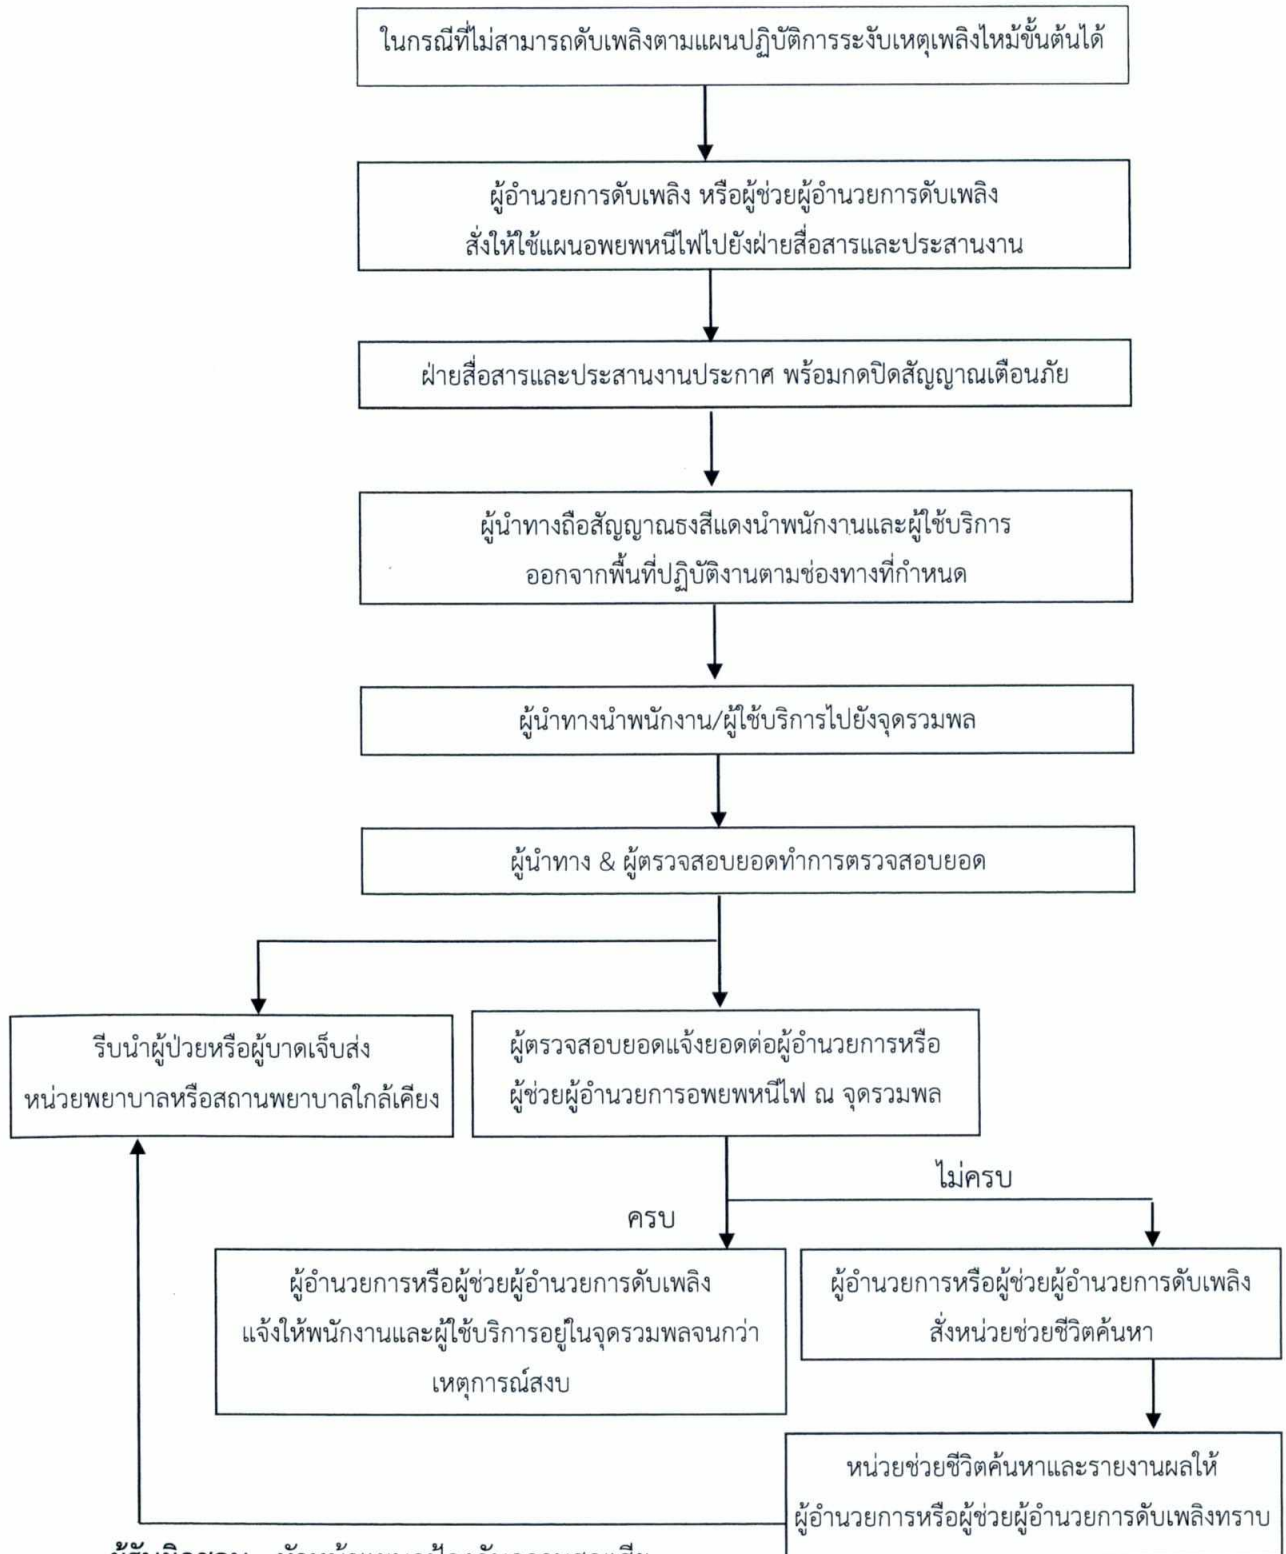 ในกรณีที่ไม่สามารถดับเพลิงตามแผนปฏิบัติการระงับเหตุเพลิงไหม้ขั้นต้นได้
ผู้อำนวยการดับเพลิง หรือผู้ช่วยผู้อำนวยการดับเพลิง
สั่งให้ใช้แผนอพยพหนีไฟไปยังฝ่ายสื่อสารและประสานงาน
ฝ่ายสื่อสารและประสานงานประกาศ พร้อมกดปิดสัญญาณเตือนภัย
ผู้นำทางถือสัญญาณธงสีแดงนำพนักงานและผู้ใช้บริการ
ออกจากพื้นที่ปฏิบัติงานตามช่องทางที่กำหนด
ผู้นำทางนำพนักงาน/ผู้ใช้บริการไปยังจุดรวมพล
ผู้นำทาง & ผู้ตรวจสอบยอดทำการตรวจสอบยอด
รีบนำผู้ป่วยหรือผู้บาดเจ็บส่ง
หน่วยพยาบาลหรือสถานพยาบาลใกล้เคียง
ผู้ตรวจสอบยอดแจ้งยอดต่อผู้อำนวยการหรือ
ผู้ช่วยผู้อำนวยการอพยพหนีไฟ ณ จุดรวมพล
ไม่ครบ
ครบ
ผู้อำนวยการหรือผู้ช่วยผู้อำนวยการดับเพลิง
แจ้งให้พนักงานและผู้ใช้บริการอยู่ในจุดรวมพลจนกว่า
เหตุการณ์สงบ
ผู้อำนวยการหรือผู้ช่วยผู้อำนวยการดับเพลิง
สั่งหน่วยช่วยชีวิตค้นหา
หน่วยช่วยชีวิตค้นหาและรายงานผลให้
ผู้อำนวยการหรือผู้ช่วยผู้อำนวยการดับเพลิงทราบ